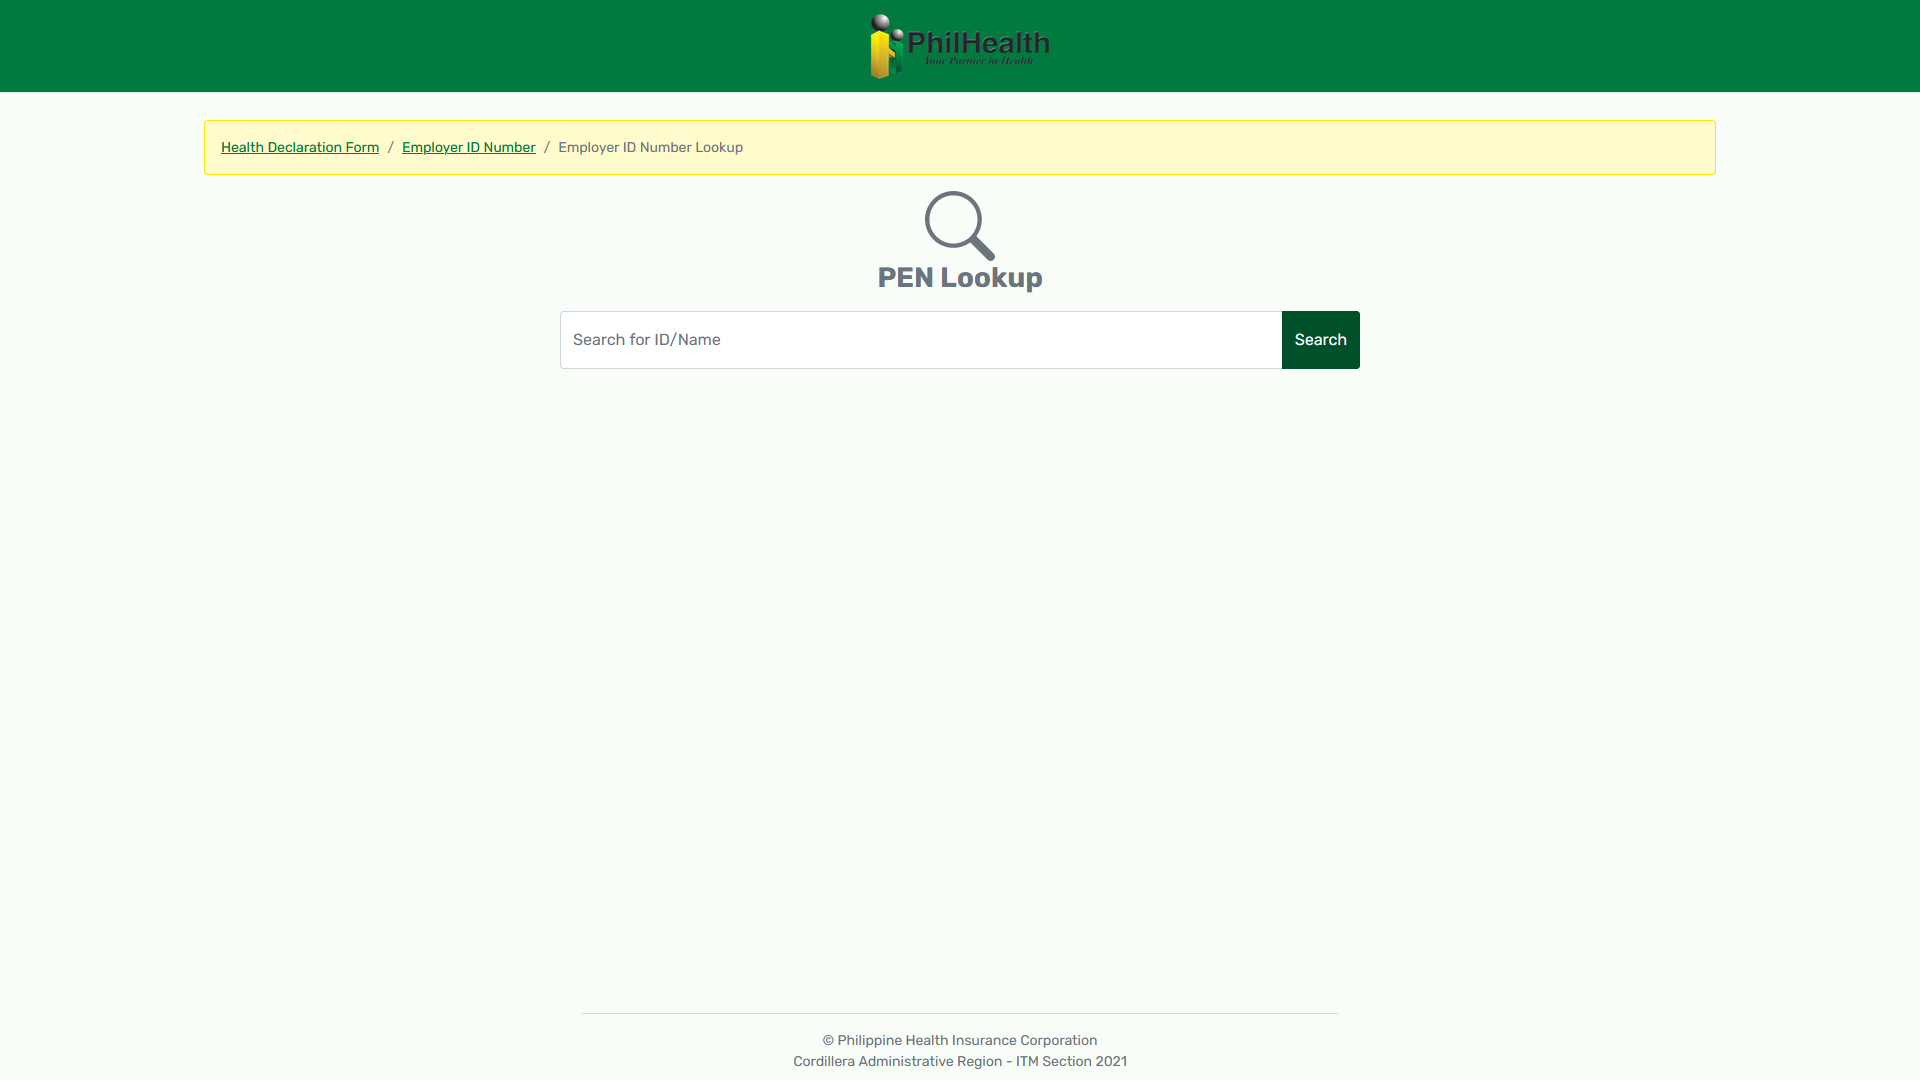 PhilHealth
Your Partner in Health
Health Declaration Form / Employer ID Number / Employer ID Number Lookup
PEN Lookup
Search for ID/Name
Search
© Philippine Health Insurance Corporation
Cordillera Administrative Region - ITM Section 2021